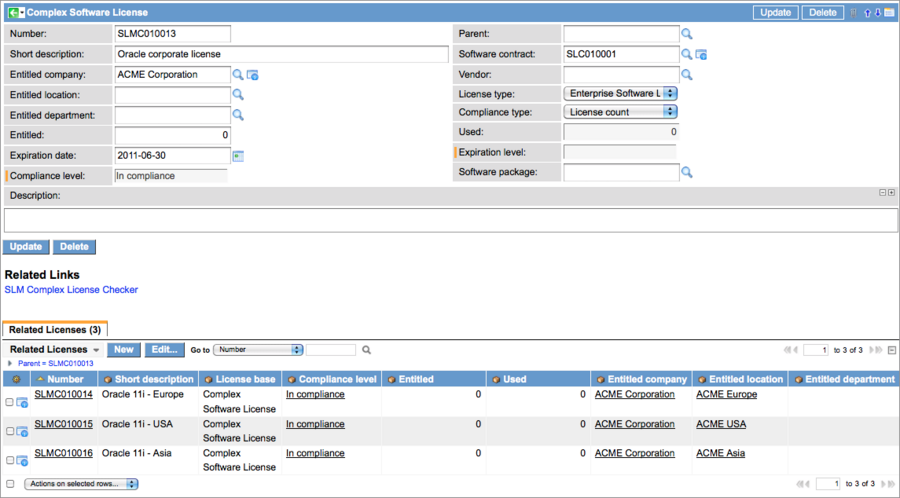 Complex Software License Update Delete
Number: SLMC010013 Parent:
Short description: Oracle corporate license Software contract: SLC010001
Entitled company: ACME Corporation Vendor:
Entitled location: License type: Enterprise Software L
Entitled department: Compliance type: License count
Entitled: 0 Used: 0
Expiration date: 2011-06-30 Expiration level:
Compliance level: In compliance Software package:
Description:
Update Delete
Related Links
SLM Complex License Checker
Related Licenses (3)
Related Licenses New Edit... Go to Number 1 to 3 of 3
Parent = SLMC010013
Number Short description License base Compliance level Entitled Used Entitled company Entitled location Entitled department
SLMC010014 Oracle 11i - Europe Complex Software License In compliance 0 0 ACME Corporation ACME Europe
SLMC010015 Oracle 11i - USA Complex Software License In compliance 0 0 ACME Corporation ACME USA
SLMC010016 Oracle 11i - Asia Complex Software License In compliance 0 0 ACME Corporation ACME Asia
Actions on selected rows... 1 to 3 of 3